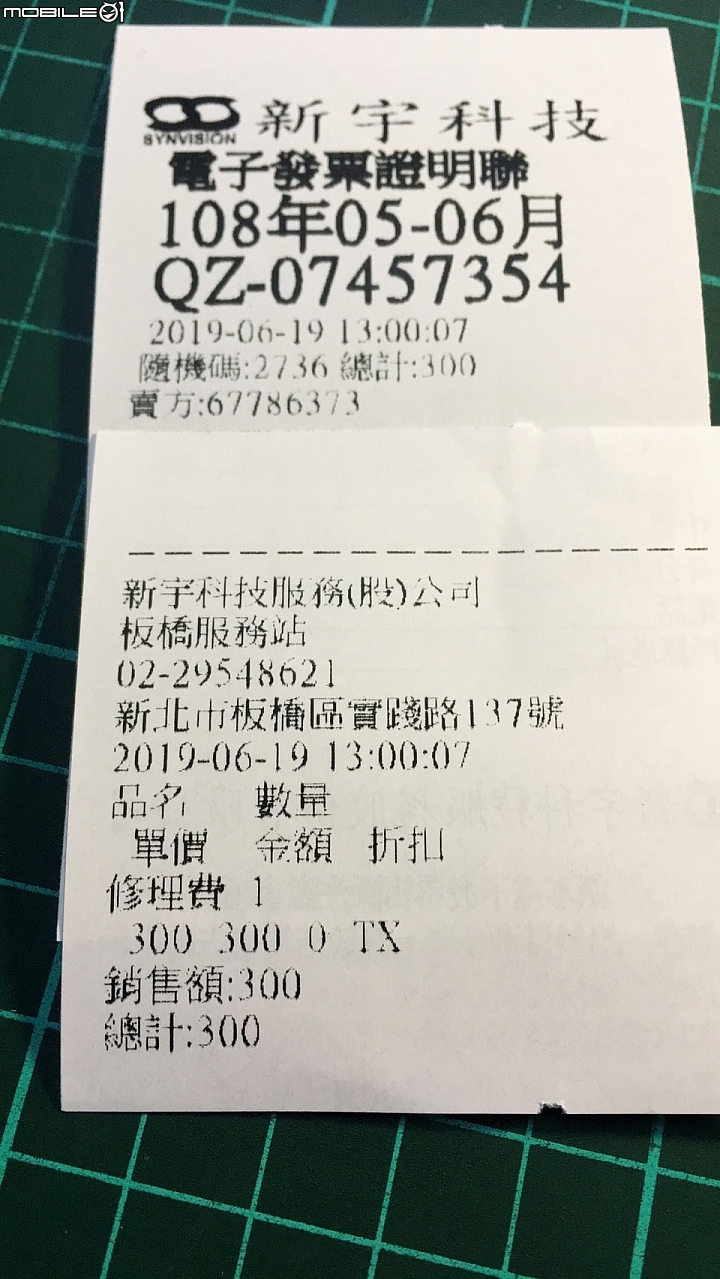 MOBILE01
SYNVISION
新宇科技
電子發票證明聯
108年05-06月
QZ-07457354
2019-06-19 13:00:07
隨機碼:2736 總計:300
賣方:67786373
新宇科技服務(股)公司
板橋服務站
02-29548621
新北市板橋區實踐路137號
2019-06-19 13:00:07
品名 數量
單價 金額 折扣
修理費 1
300 300 0 TX
銷售額:300
總計:300